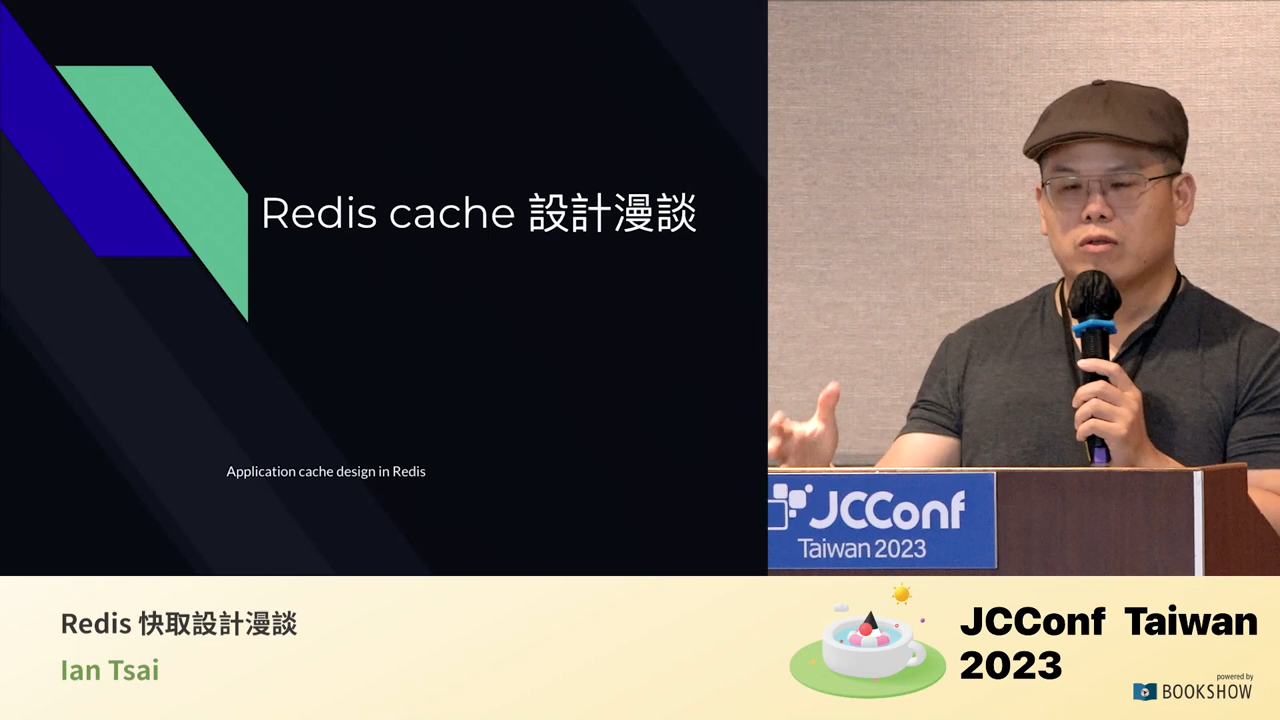 Redis cache 設計漫談
Application cache design in Redis
JCConf
Taiwan 2023
Redis 快取設計漫談
Ian Tsai
JCConf Taiwan
2023
powered by
BOOKSHOW